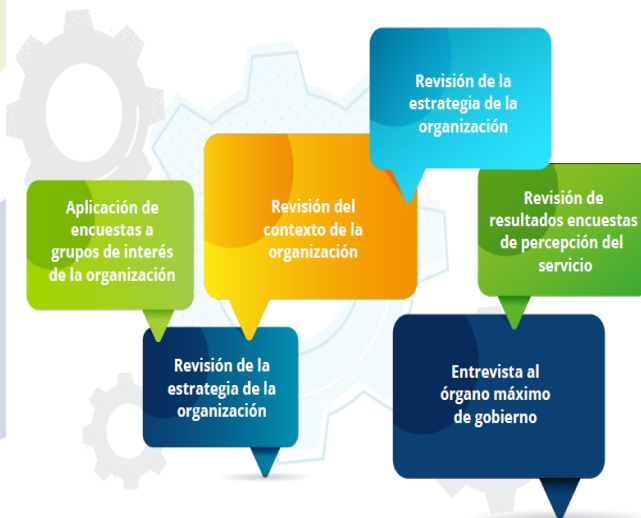 Revisión de la
estrategia de la
organización
Aplicación de
encuestas a
grupos de interés
de la organización
Revisión del
contexto de la
organización
Revisión de
resultados encuestas
de percepción del
servicio
Revisión de la
estrategia de la
organización
Entrevista al
órgano máximo
de gobierno